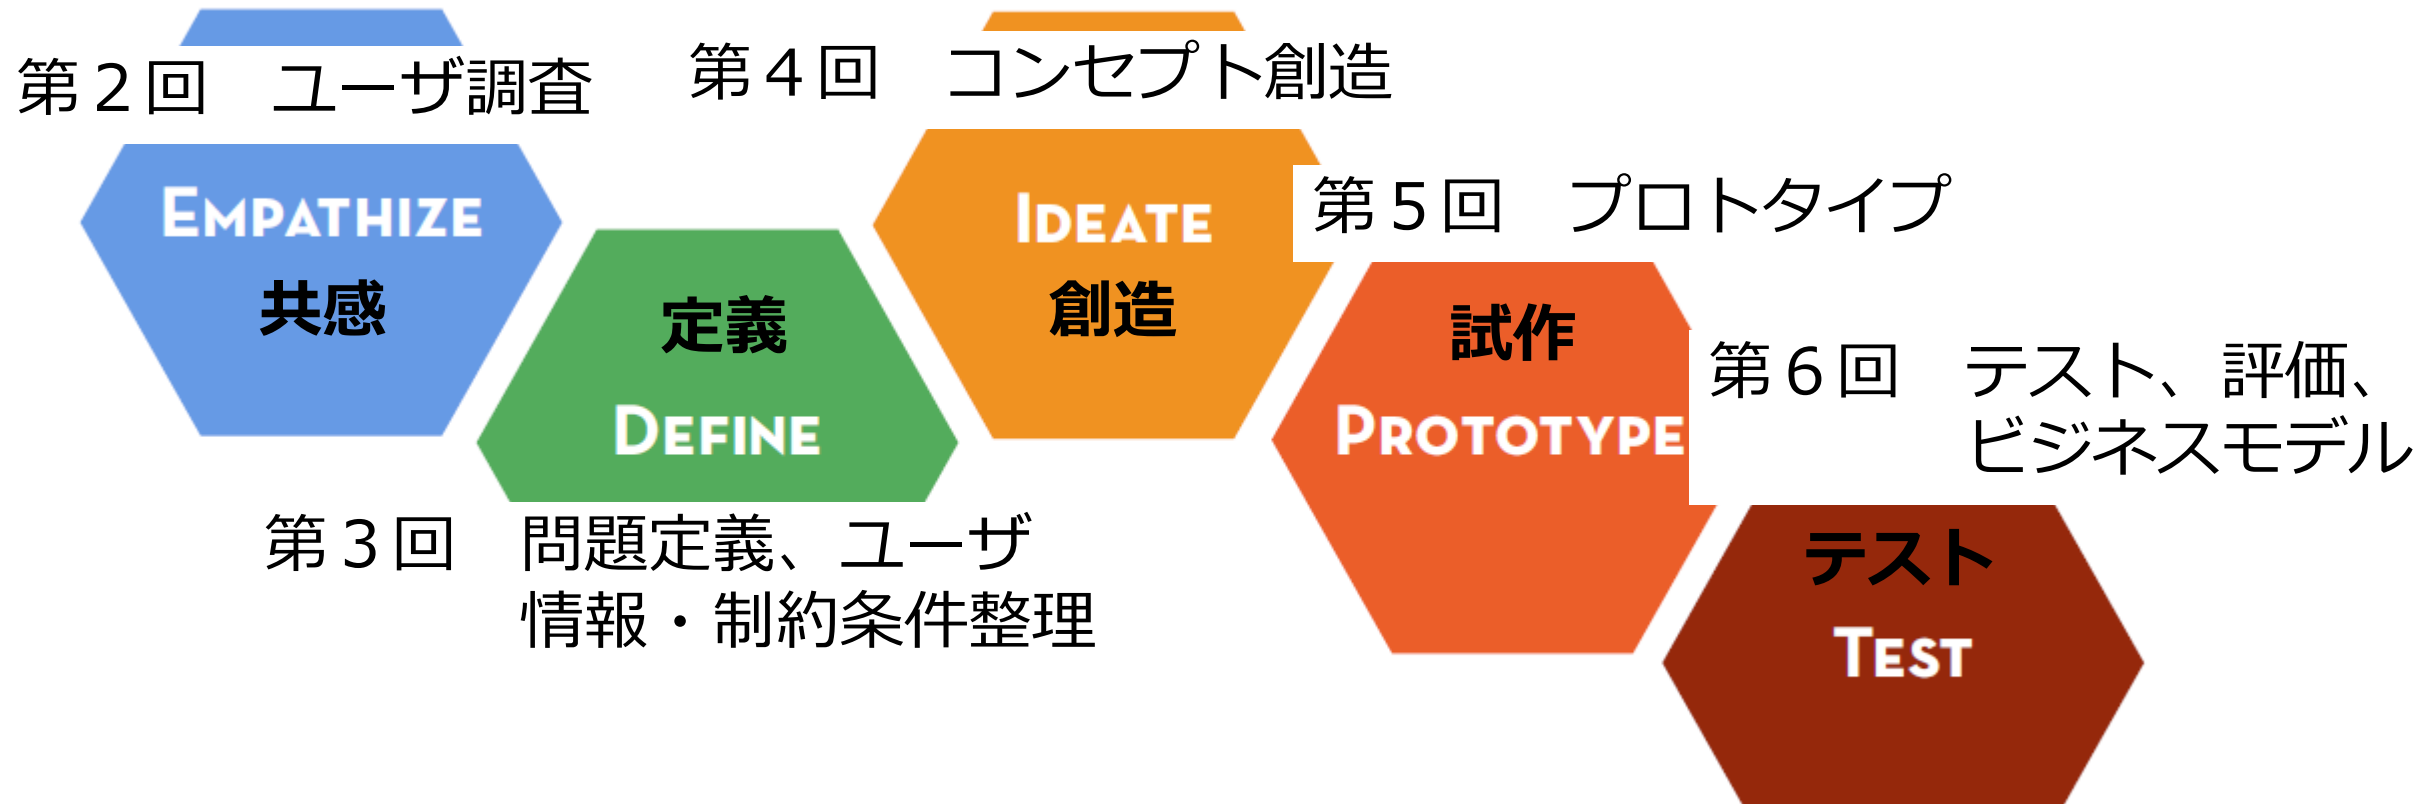 第２回　ユーザ調査
EMPATHIZE
共感
定義
DEFINE
第３回　問題定義、ユーザ
情報・制約条件整理
第４回　コンセプト創造
IDEATE
創造
第５回　プロトタイプ
試作
PROTOTYPE
第６回　テスト、評価、
ビジネスモデル
テスト
TEST